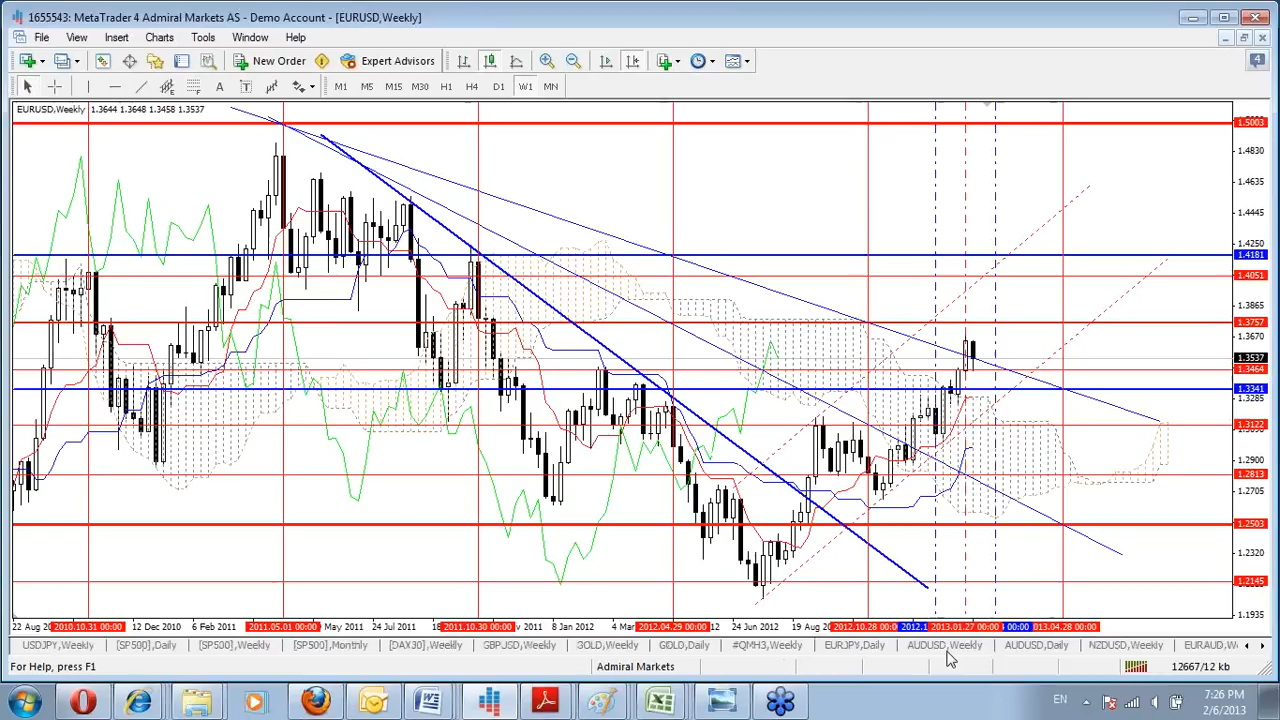 1655543: MetaTrader 4 Admiral Markets AS - Demo Account - [EURUSD,Weekly]
File View Insert Charts Tools Window Help
New Order Expert Advisors 4
A T M1 M5 M15 M30 H1 H4 D1 W1 MN
EURUSD,Weekly 1.3644 1.3648 1.3458 1.3537
1.5003
1.4830
1.4635
1.4445
1.4250
1.4181
1.4051
1.3865
1.3757
1.3670
1.3537
1.3464
1.3341
1.3285
1.3122
1.2900
1.2813
1.2705
1.2503
1.2320
1.2145
1.1935
22 Aug 2010.10.31 00:00 12 Dec 2010 6 Feb 2011 2011.05.01 00:00 May 2011 24 Jul 2011 2011.10.30 00:00 2011 8 Jan 2012 4 Mar 2012.04.29 00:00 24 Jun 2012 19 Aug 2012.10.28 00:00 2012.1 2013.01.27 00:00 00:00 2013.04.28 00:00
USDJPY,Weekly [SP500],Daily [SP500],Weekly [SP500],Monthly [DAX30],Weekly GBPUSD,Weekly GOLD,Weekly GOLD,Daily #QMH3,Weekly EURJPY,Daily AUDUSD,Weekly AUDUSD,Daily NZDUSD,Weekly EURAUD,We
For Help, press F1 Admiral Markets 12667/12 kb
EN 7:26 PM
2/6/2013